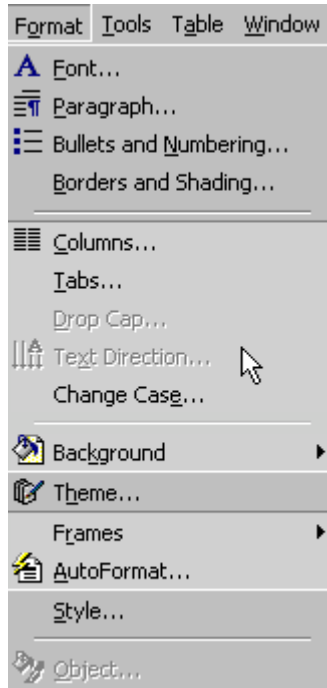 Format Tools Table Window
Font...
Paragraph...
Bullets and Numbering...
Borders and Shading...
Columns...
Tabs...
Drop Cap...
Text Direction...
Change Case...
Background
Theme...
Frames
AutoFormat...
Style...
Object...